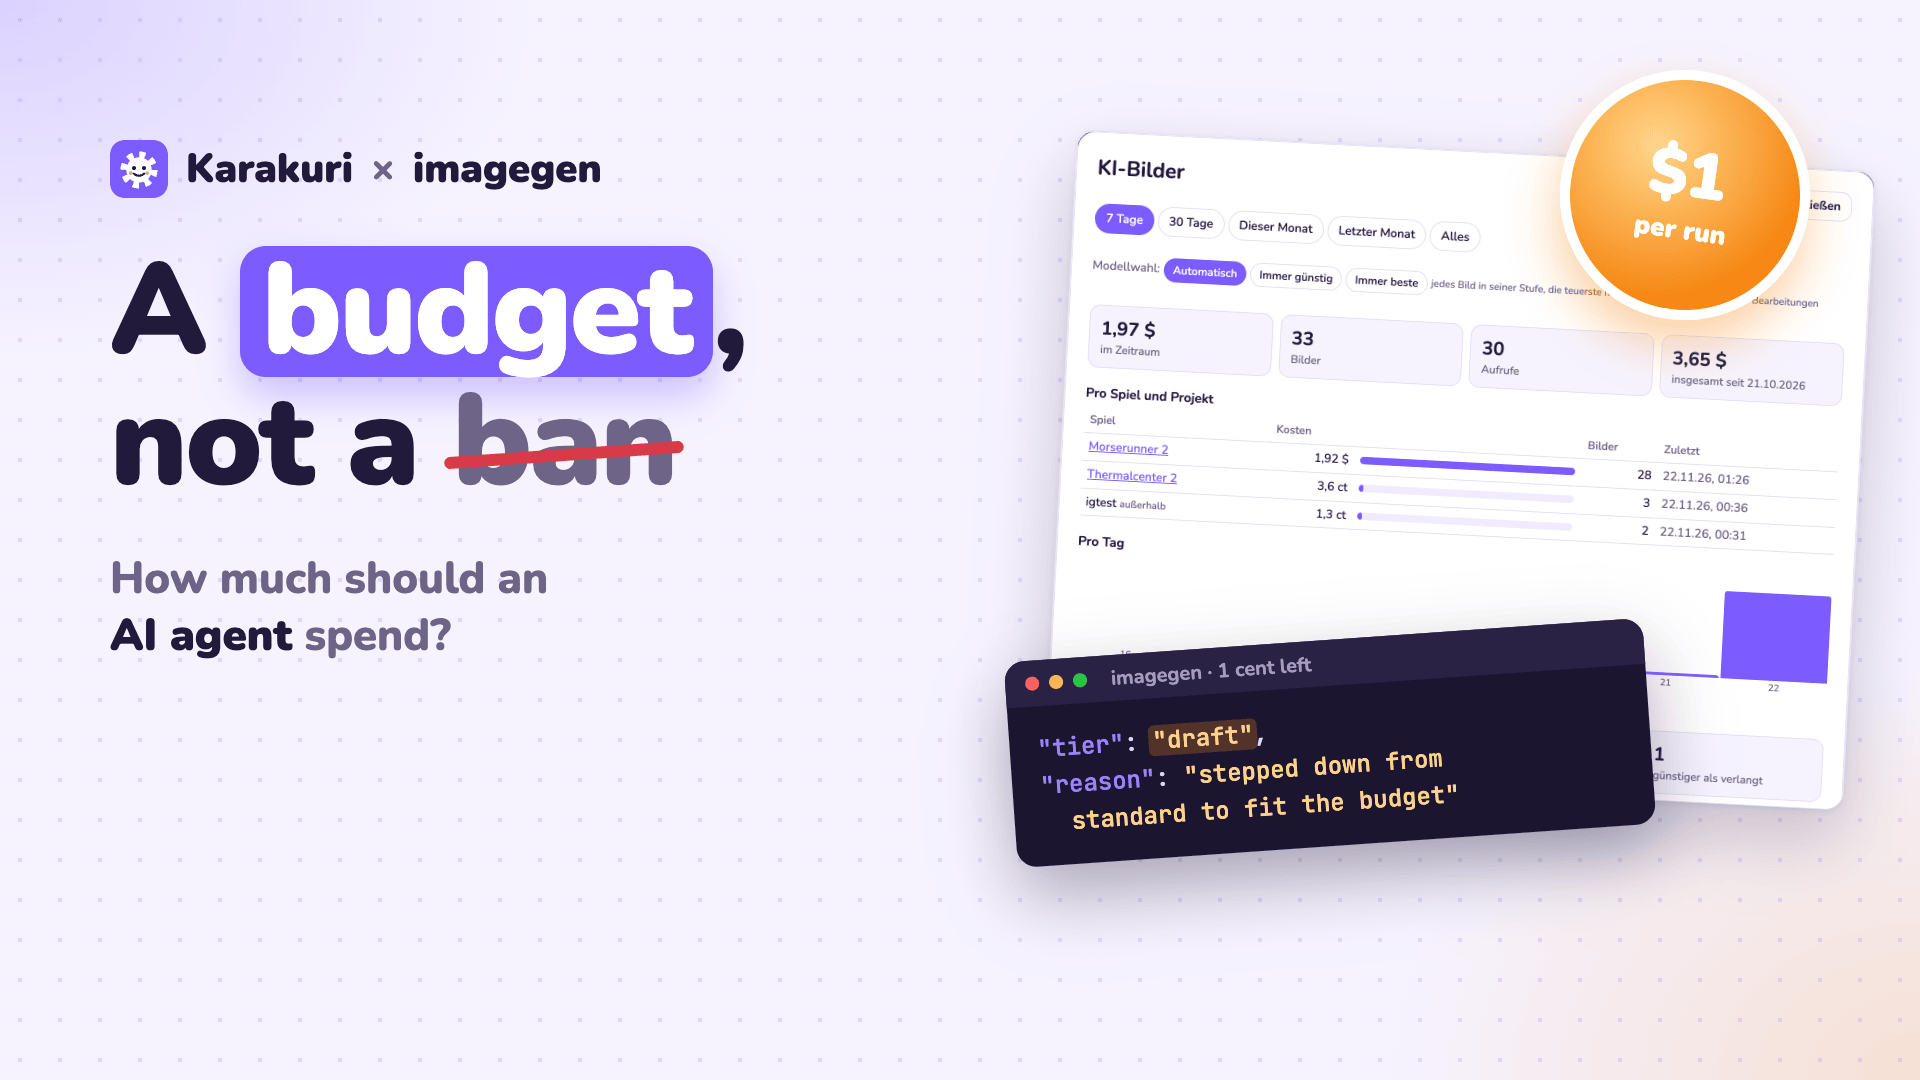 Karakuri × imagegen
A budget,
not a ban
How much should an
AI agent spend?
$1
per run
KI-Bilder
7 Tage 30 Tage Dieser Monat Letzter Monat Alles
Modellwahl: Automatisch Immer günstig Immer beste jedes Bild in seiner Stufe, die teuerste
1,97 $
im Zeitraum
33
Bilder
30
Aufrufe
3,65 $
insgesamt seit 21.10.2026
Pro Spiel und Projekt
Spiel Kosten Bilder Zuletzt
Morserunner 2 1,92 $ 28 22.11.26, 01:26
Thermalcenter 2 3,6 ct 3 22.11.26, 00:36
igtest außerhalb 1,3 ct 2 22.11.26, 00:31
Pro Tag
21 22
1
günstiger als verlangt
imagegen · 1 cent left
"tier": "draft",
"reason": "stepped down from
standard to fit the budget"